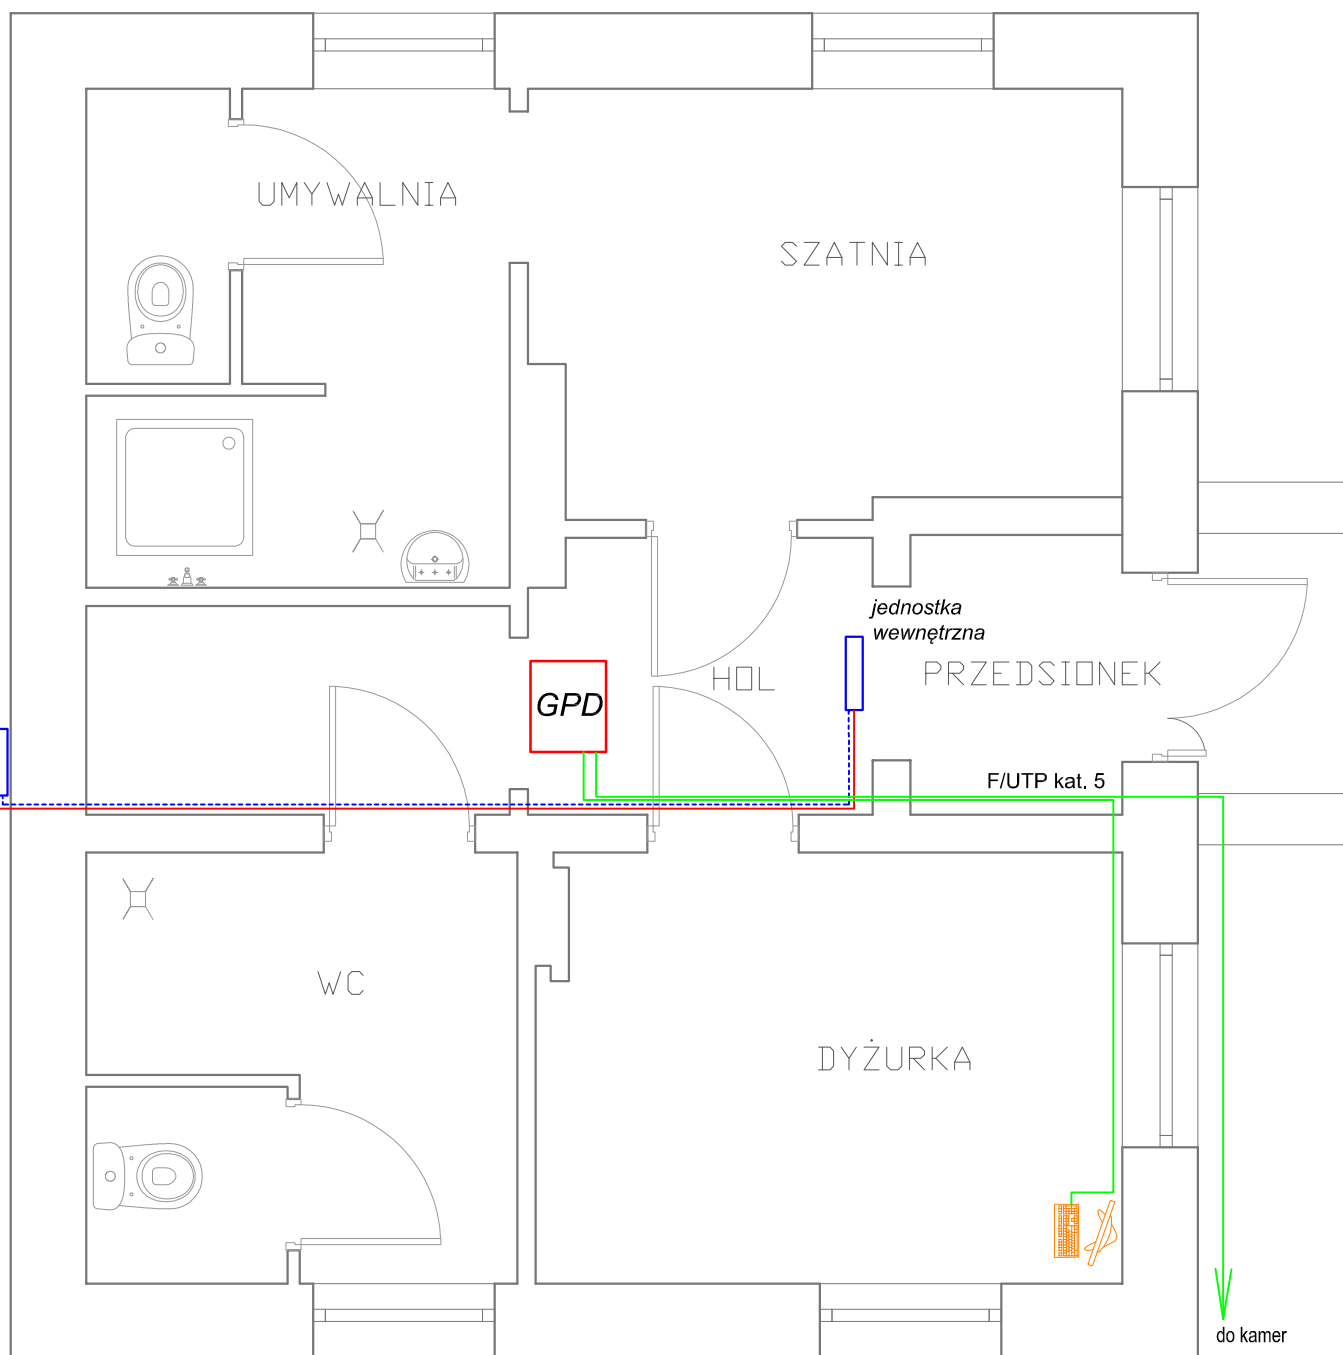 UMYWALNIA
SZATNIA
jednostka
wewnętrzna
HOL
PRZEDSIONEK
GPD
F/UTP kat. 5
WC
DYŻURKA
do kamer